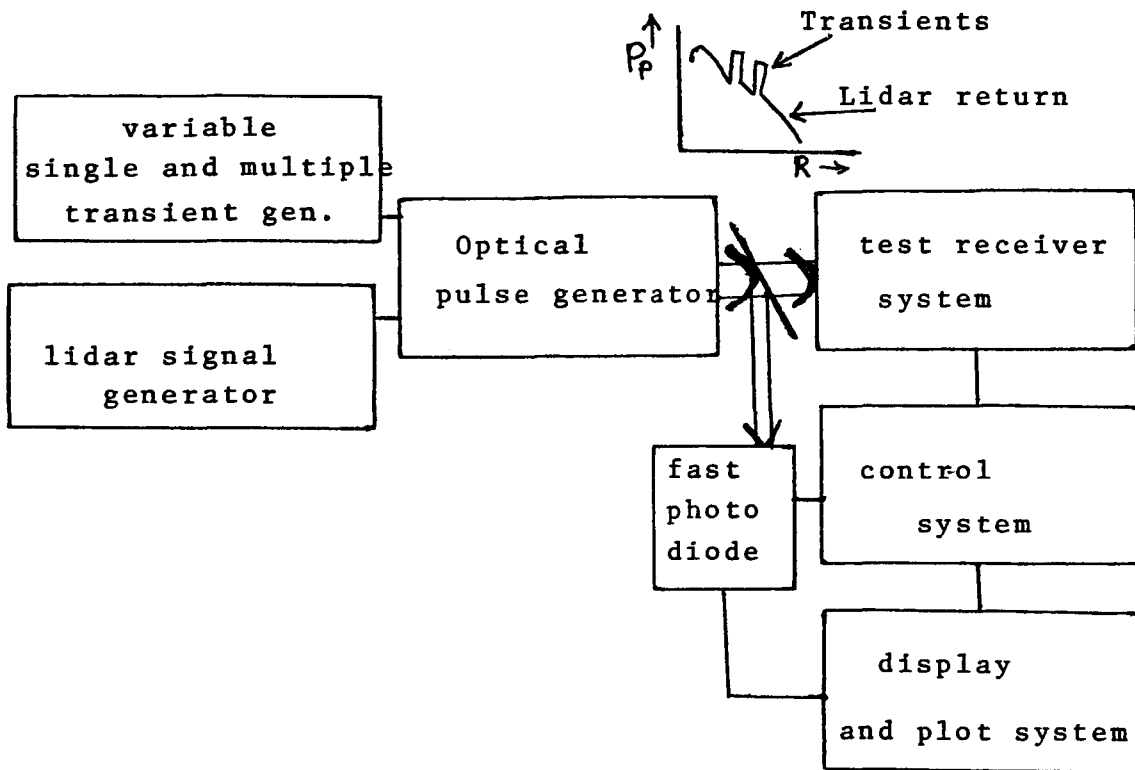 Transients
Pp
Lidar return
R
variable
single and multiple
transient gen.
Optical
pulse generator
test receiver
system
lidar signal
generator
fast
photo
diode
control
system
display
and plot system